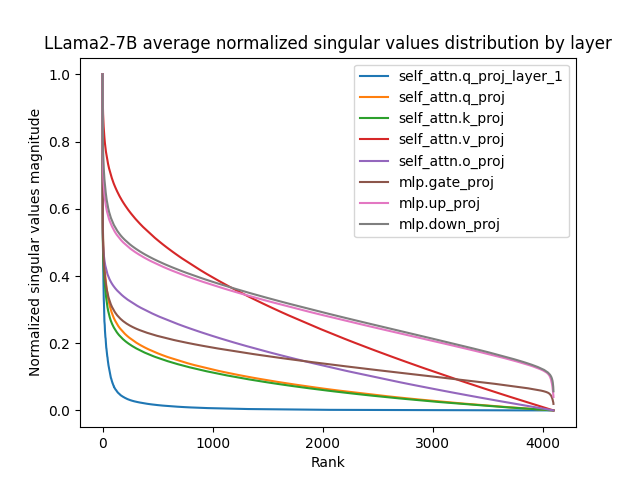 LLama2-7B average normalized singular values distribution by layer
Normalized singular values magnitude
1.0
0.8
0.6
0.4
0.2
0.0
self_attn.q_proj_layer_1
self_attn.q_proj
self_attn.k_proj
self_attn.v_proj
self_attn.o_proj
mlp.gate_proj
mlp.up_proj
mlp.down_proj
0
1000
2000
3000
4000
Rank